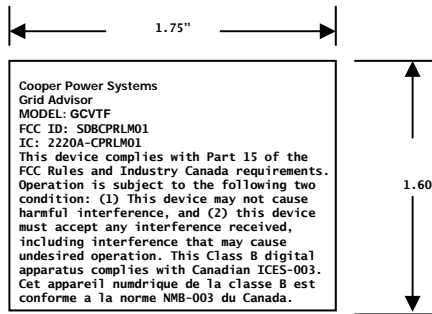 1.75”
Cooper Power Systems
Grid Advisor
MODEL: GCVTF
FCC ID: SDBCPRLM01
IC: 2220A-CPRLM01
This device complies with Part 15 of the
FCC Rules and Industry Canada requirements.
Operation is subject to the following two
condition: (1) This device may not cause
harmful interference, and (2) this device
must accept any interference received,
including interference that may cause
undesired operation. This Class B digital
apparatus complies with Canadian ICES-003.
Cet appareil numdrique de la classe B est
conforme a la norme NMB-003 du Canada.
1.60